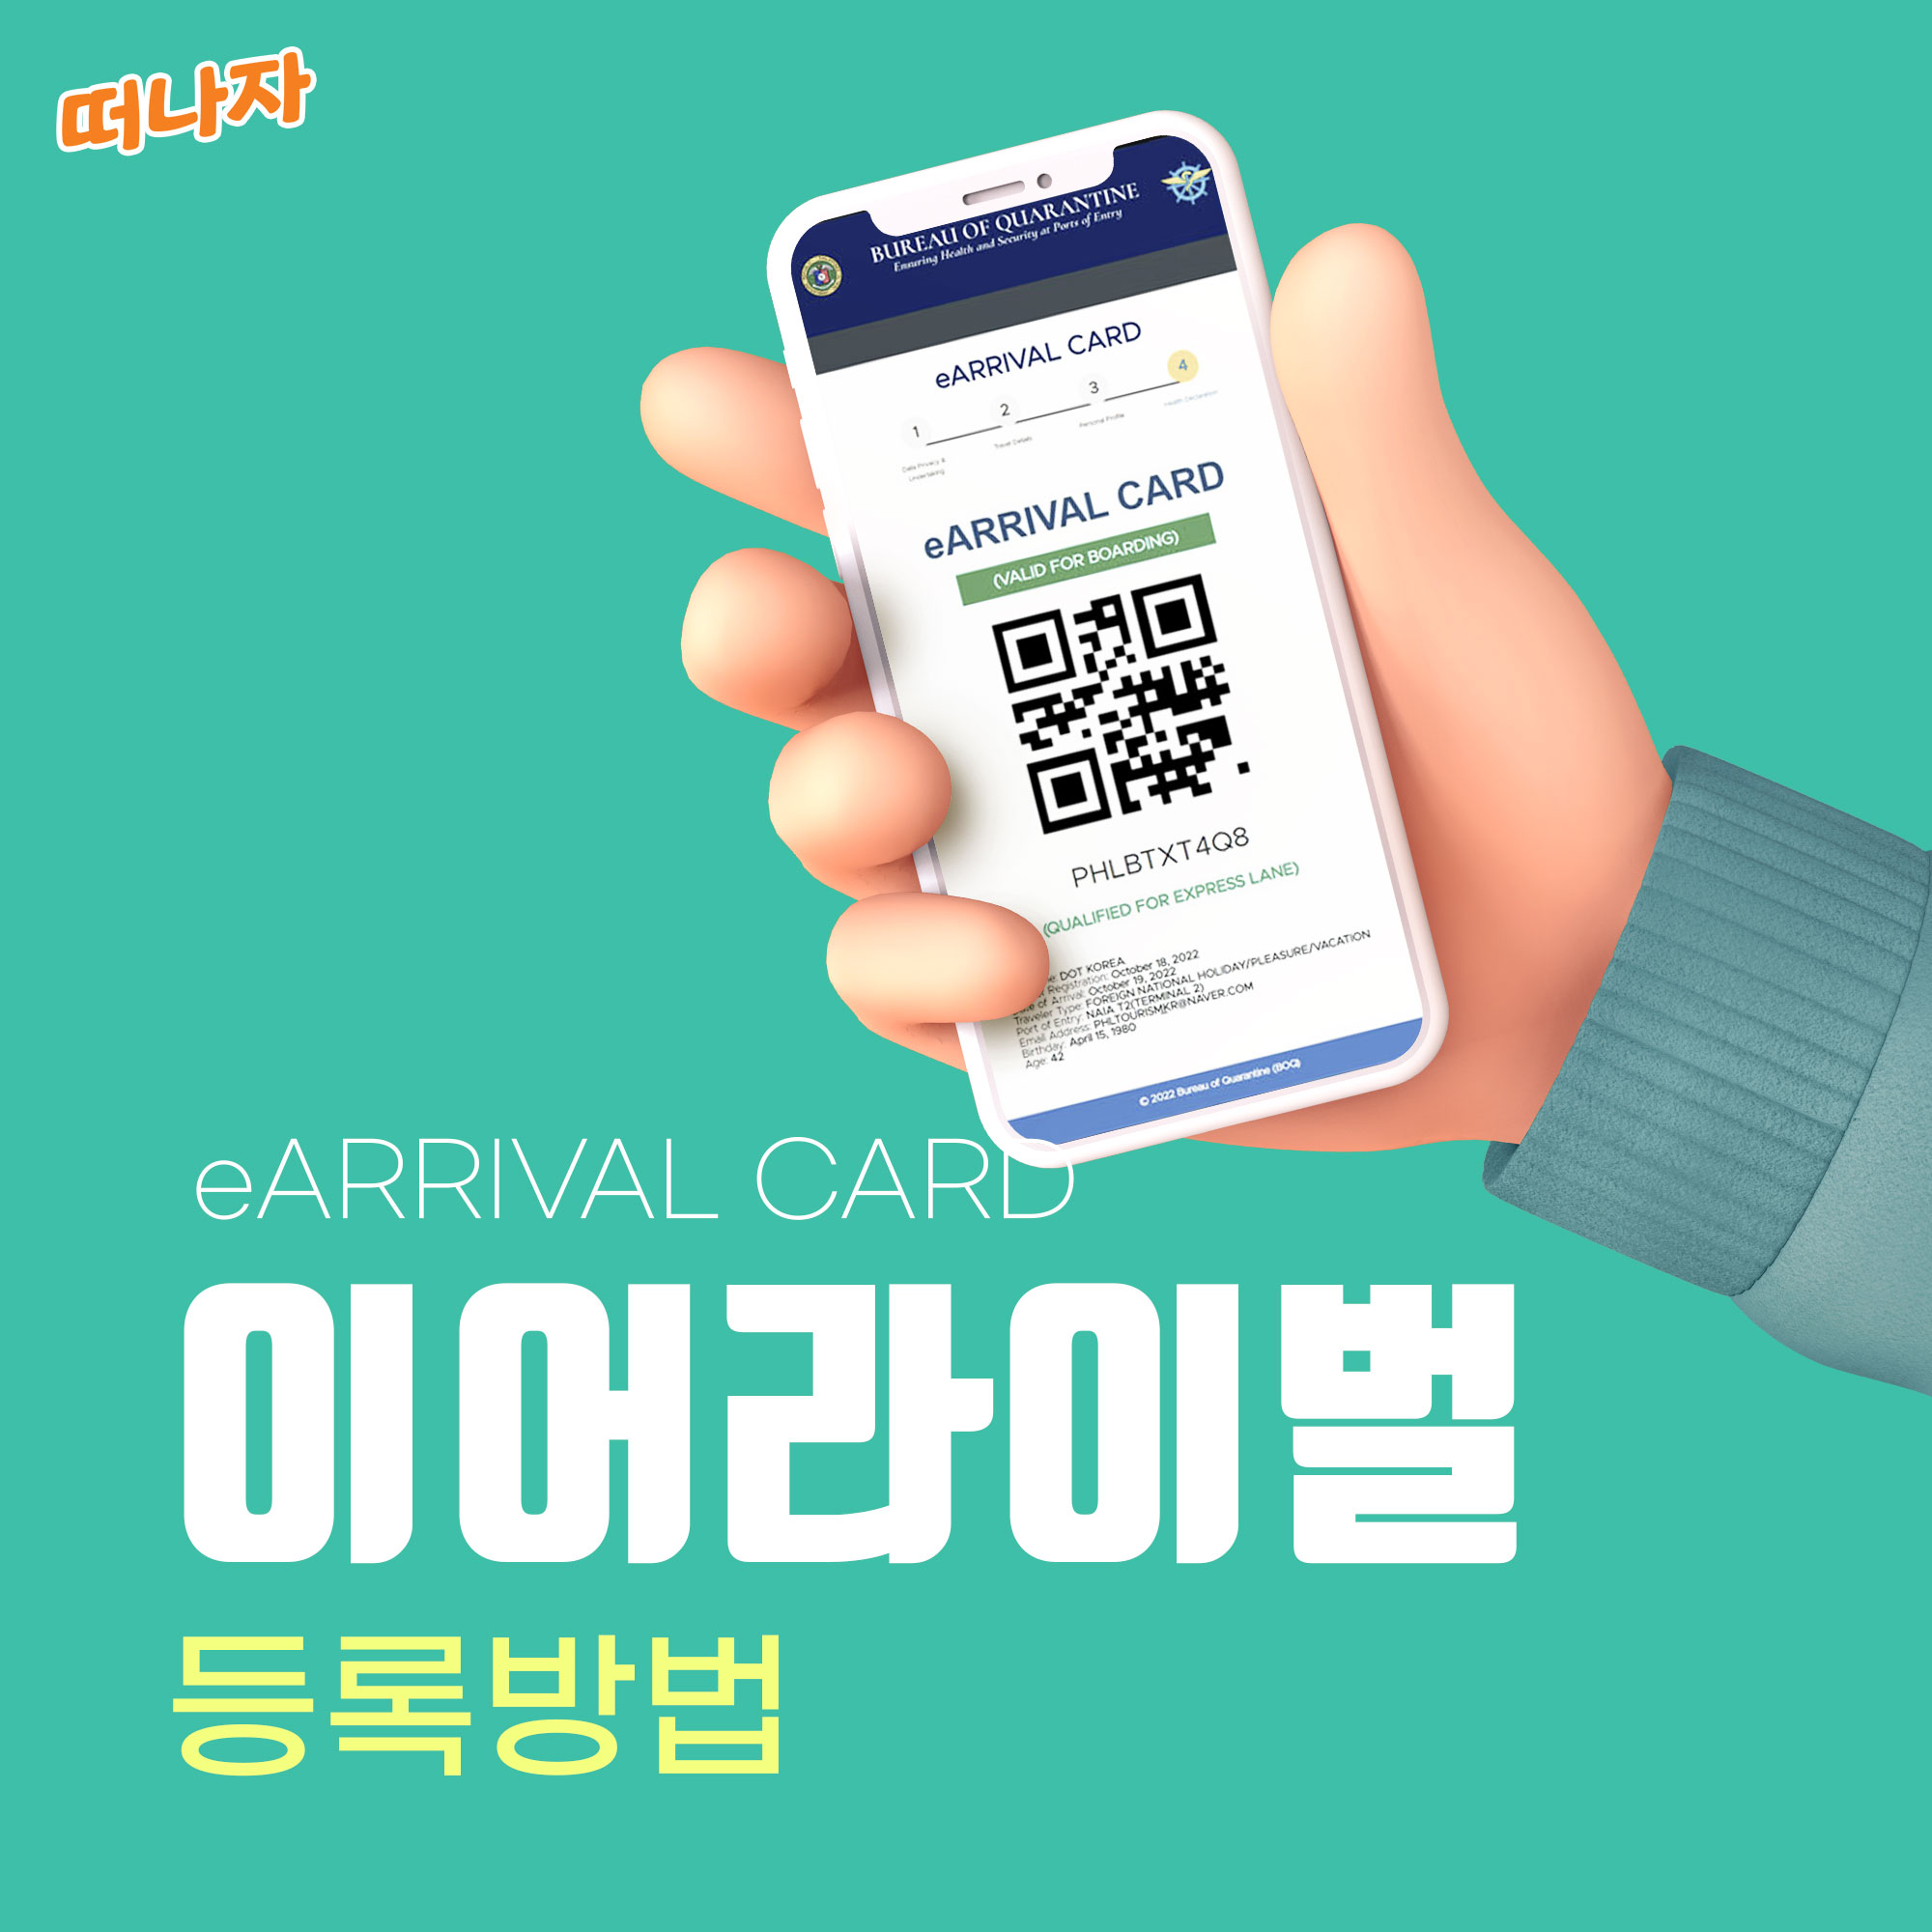 떠나자
BUREAU OF QUARANTINE
Ensuring Health and Security at Ports of Entry
eARRIVAL CARD
1 2 3 4
Data Privacy & Undertaking
Travel Details
Personal Profile
Health Declaration
eARRIVAL CARD
(VALID FOR BOARDING)
PHLBTXT4Q8
(QUALIFIED FOR EXPRESS LANE)
DOT KOREA
Registration: October 18, 2022
of Arrival: October 19, 2022
Traveler Type: FOREIGN NATIONAL HOLIDAY/PLEASURE/VACATION
Port of Entry: NAIA T2(TERMINAL 2)
Email Address: PHLTOURISMKR@NAVER.COM
Birthday: April 15, 1980
Age: 42
© 2022 Bureau of Quarantine (BOQ)
eARRIVAL CARD
이어라이벌
등록방법